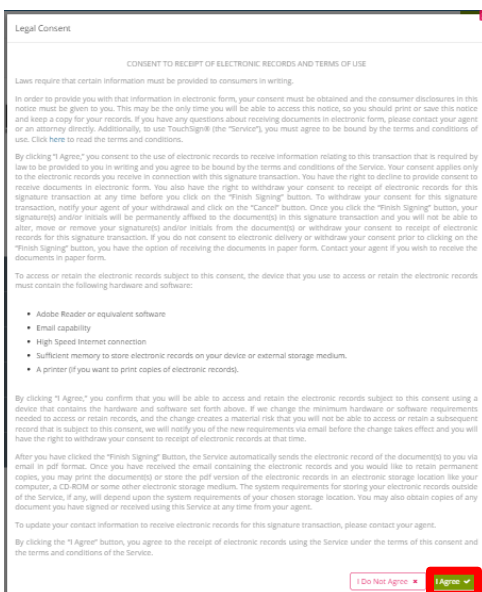 Legal Consent
CONSENT TO RECEIPT OF ELECTRONIC RECORDS AND TERMS OF USE
Laws require that certain information must be provided to consumers in writing.
In order to provide you with that information in electronic form, your consent must be obtained and the consumer disclosures in this
notice must be given to you. This may be the only time you will be able to access this notice, so you should print or save this notice
and keep a copy for your records. If you have any questions about receiving documents in electronic form, please contact your agent
or an attorney directly. Additionally, to use TouchSign® (the "Service"), you must agree to be bound by the terms and conditions of
use. Click here to read the terms and conditions.
By clicking "I Agree," you consent to the use of electronic records to receive information relating to this transaction that is required by
law to be provided to you in writing and you agree to be bound by the terms and conditions of the Service. Your consent applies only
to the electronic records you receive in connection with this signature transaction. You have the right to decline to provide consent to
receive documents in electronic form. You also have the right to withdraw your consent to receipt of electronic records for this
signature transaction at any time before you click on the "Finish Signing" button. To withdraw your consent for this signature
transaction, notify your agent of your withdrawal and click on the "Cancel" button. Once you click the "Finish Signing" button, your
signature(s) and/or initials will be permanently affixed to the document(s) in this signature transaction and you will not be able to
alter, move or remove your signature(s) and/or initials from the document(s) or withdraw your consent to receipt of electronic
records for this signature transaction. If you do not consent to electronic delivery or withdraw your consent prior to clicking on the
"Finish Signing" button, you have the option of receiving the documents in paper form. Contact your agent if you wish to receive the
documents in paper form.
To access or retain the electronic records subject to this consent, the device that you use to access or retain the electronic records
must contain the following hardware and software:
• Adobe Reader or equivalent software
• Email capability
• High Speed Internet connection
• Sufficient memory to store electronic records on your device or external storage medium.
• A printer (if you want to print copies of electronic records).
By clicking "I Agree," you confirm that you will be able to access and retain the electronic records subject to this consent using a
device that contains the hardware and software set forth above. If we change the minimum hardware or software requirements
needed to access or retain records, and the change creates a material risk that you will not be able to access or retain a subsequent
record that is subject to this consent, we will notify you of the new requirements via email before the change takes effect and you will
have the right to withdraw your consent to receipt of electronic records at that time.
After you have clicked the "Finish Signing" Button, the Service automatically sends the electronic record of the document(s) to you via
email in pdf format. Once you have received the email containing the electronic records and you would like to retain permanent
copies, you may print the document(s) or store the pdf version of the electronic records in an electronic storage location like your
computer, a CD-ROM or some other electronic storage medium. The system requirements for storing your electronic records outside
of the Service, if any, will depend upon the system requirements of your chosen storage location. You may also obtain copies of any
document you have signed or received using this Service at any time from your agent.
To update your contact information to receive electronic records for this signature transaction, please contact your agent.
By clicking the "I Agree" button, you agree to the receipt of electronic records using the Service under the terms of this consent and
the terms and conditions of the Service.
I Do Not Agree ✖ I Agree ✔